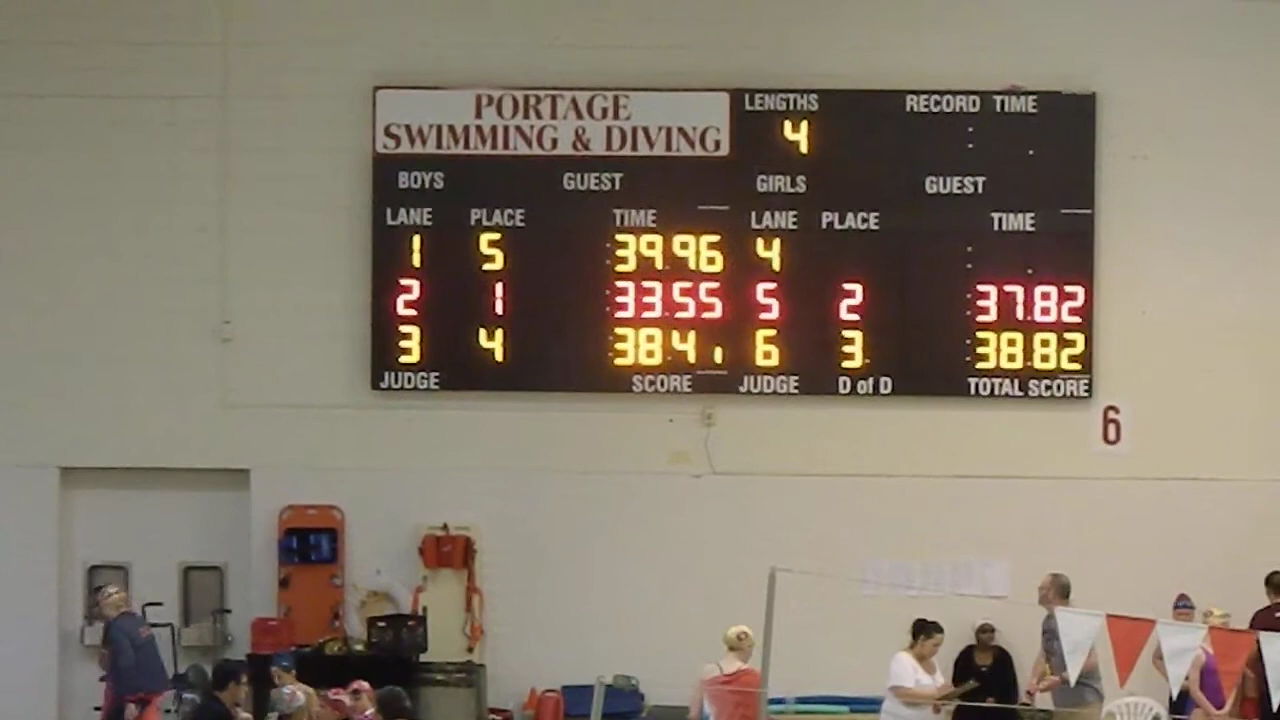 PORTAGE
SWIMMING & DIVING
LENGTHS
4
RECORD TIME
BOYS GUEST GIRLS GUEST
LANE PLACE TIME LANE PLACE TIME
1 5 39.96 4
2 1 33.55 5 2 37.82
3 4 38.4 6 3 38.82
JUDGE SCORE JUDGE D of D TOTAL SCORE
6